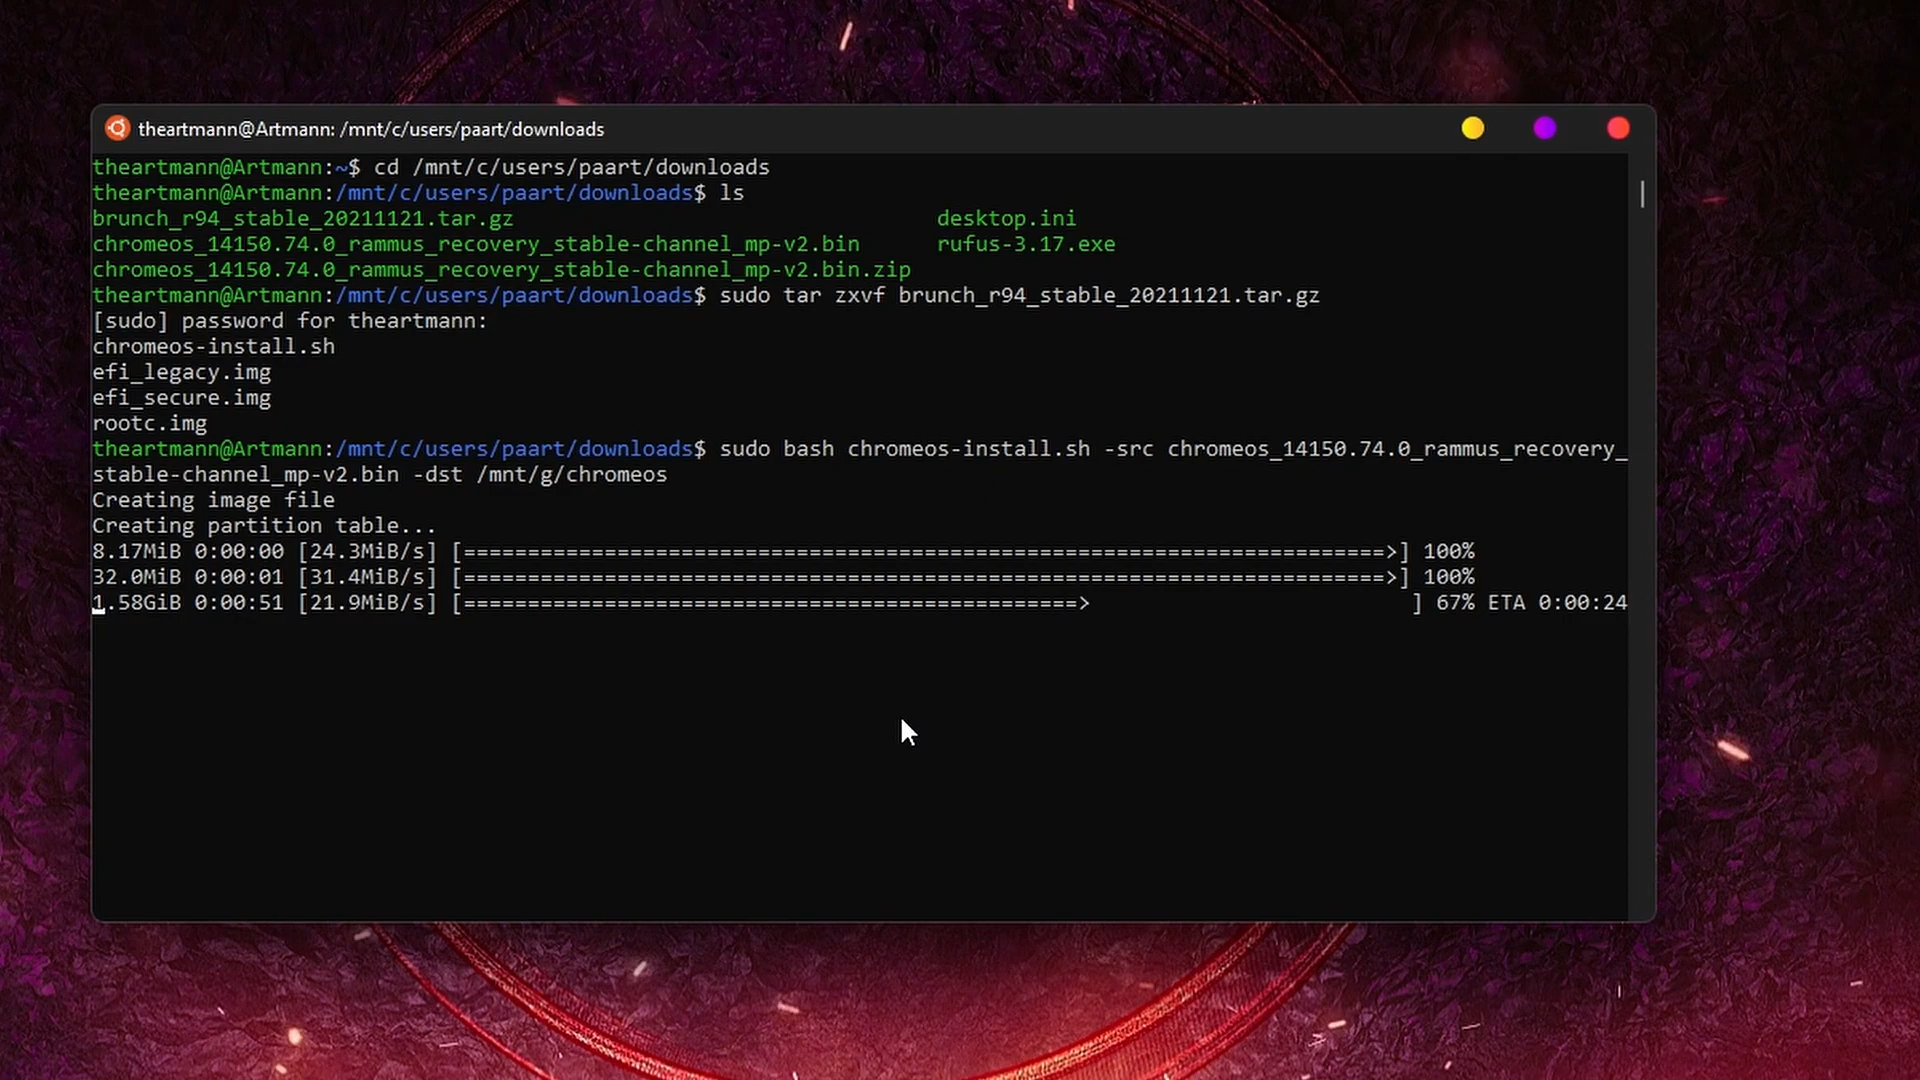 theartmann@Artmann: /mnt/c/users/paart/downloads
theartmann@Artmann:~$ cd /mnt/c/users/paart/downloads
theartmann@Artmann:/mnt/c/users/paart/downloads$ ls
brunch_r94_stable_20211121.tar.gz desktop.ini
chromeos_14150.74.0_rammus_recovery_stable-channel_mp-v2.bin rufus-3.17.exe
chromeos_14150.74.0_rammus_recovery_stable-channel_mp-v2.bin.zip
theartmann@Artmann:/mnt/c/users/paart/downloads$ sudo tar zxvf brunch_r94_stable_20211121.tar.gz
[sudo] password for theartmann:
chromeos-install.sh
efi_legacy.img
efi_secure.img
rootc.img
theartmann@Artmann:/mnt/c/users/paart/downloads$ sudo bash chromeos-install.sh -src chromeos_14150.74.0_rammus_recovery_
stable-channel_mp-v2.bin -dst /mnt/g/chromeos
Creating image file
Creating partition table...
8.17MiB 0:00:00 [24.3MiB/s] [========================================================================>] 100%
32.0MiB 0:00:01 [31.4MiB/s] [========================================================================>] 100%
1.58GiB 0:00:51 [21.9MiB/s] [================================================>                          ] 67% ETA 0:00:24